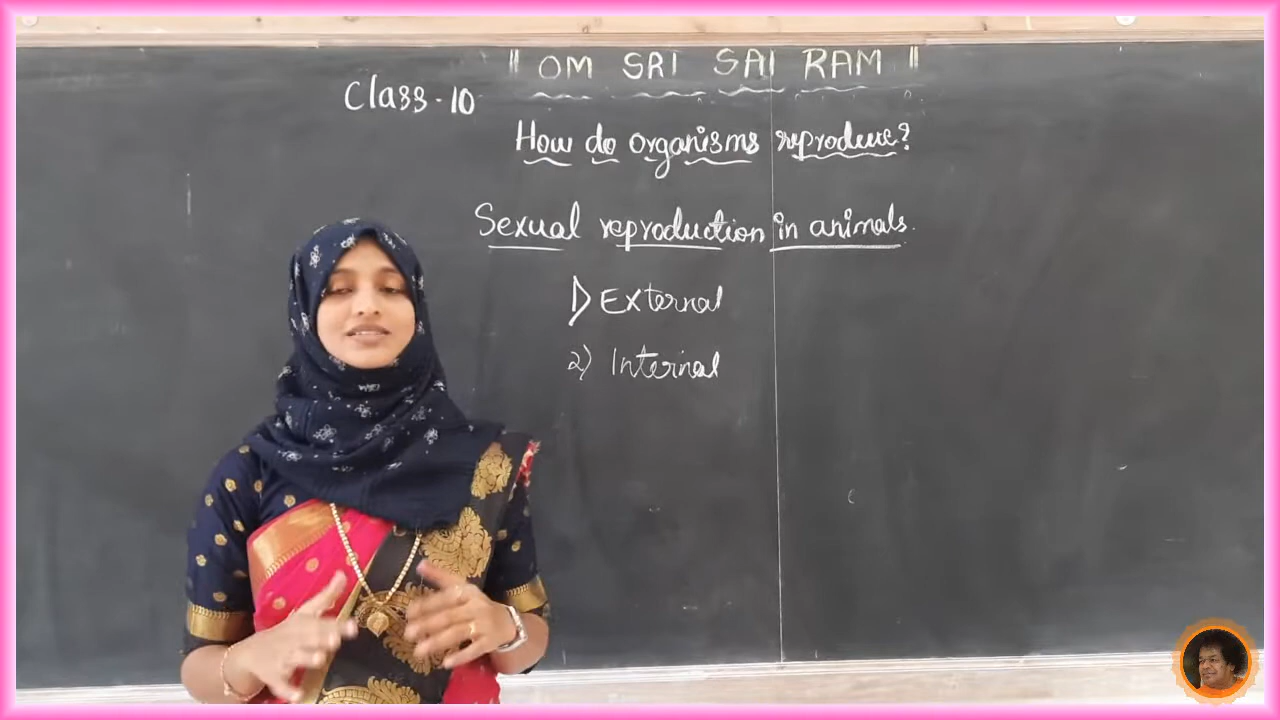 || OM SRI SAI RAM ||
Class-10
How do organisms reproduce?
Sexual reproduction in animals.
1) External
2) Internal